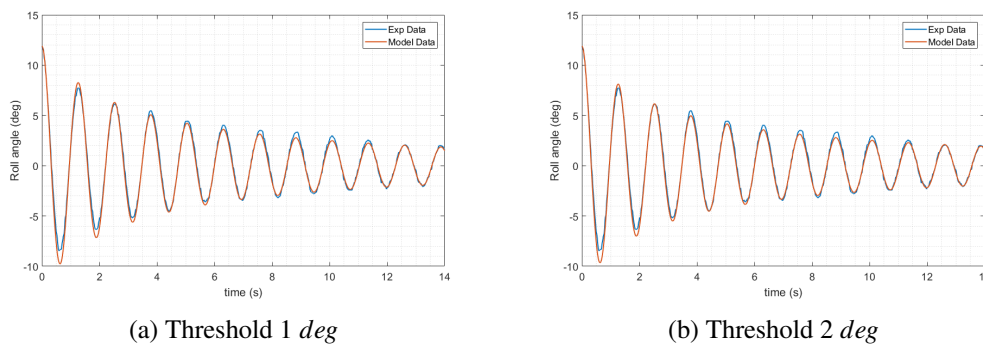 15
10
5
0
-5
-10
Roll angle (deg)
0 2 4 6 8 10 12 14
time (s)
Exp Data
Model Data
(a) Threshold 1 deg
15
10
5
0
-5
-10
Roll angle (deg)
0 2 4 6 8 10 12 14
time (s)
Exp Data
Model Data
(b) Threshold 2 deg